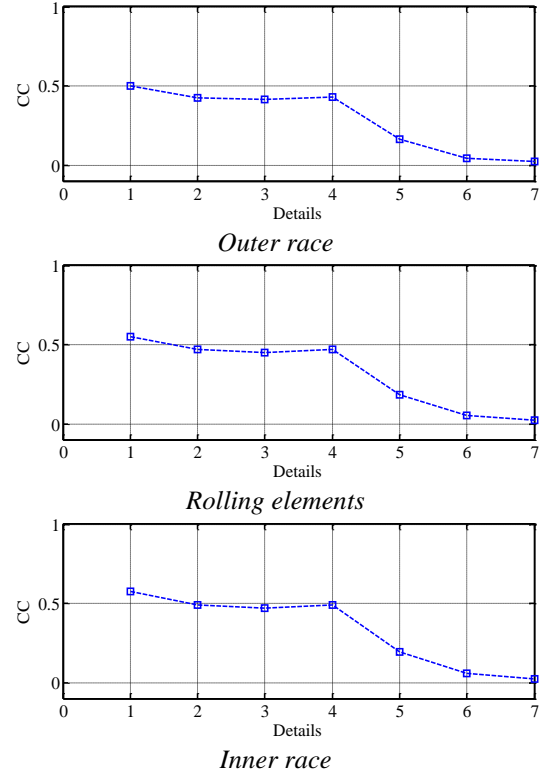 1
0.5
0
CC
0 1 2 3 4 5 6 7
Details
Outer race
1
0.5
0
CC
0 1 2 3 4 5 6 7
Details
Rolling elements
1
0.5
0
CC
0 1 2 3 4 5 6 7
Details
Inner race